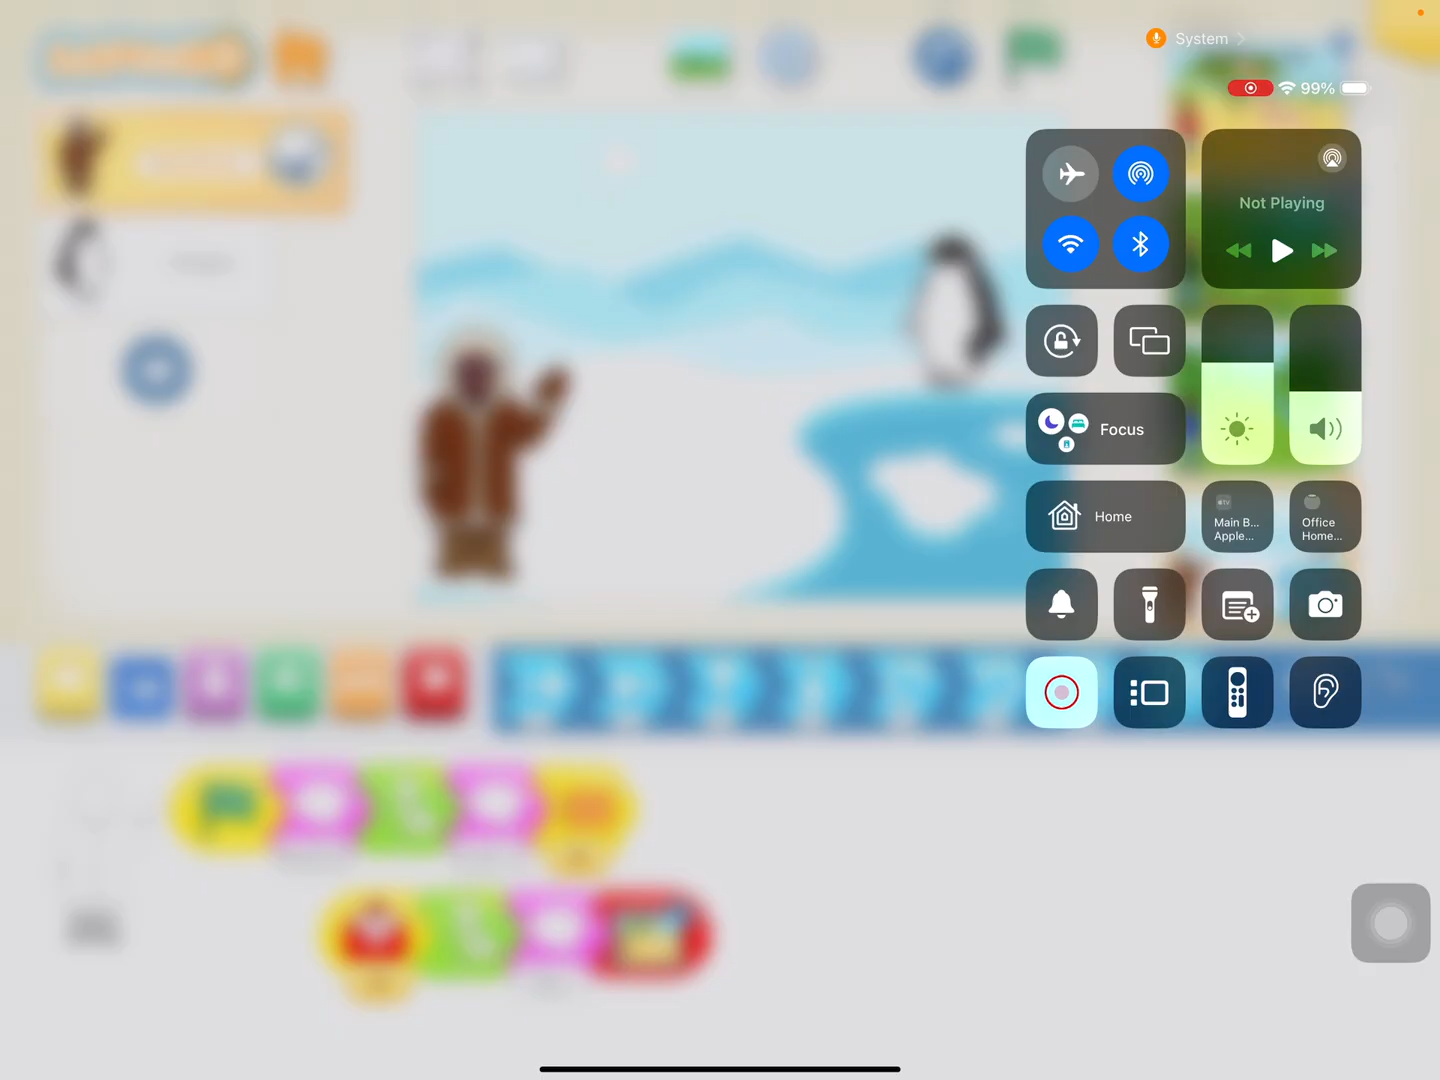 System
99%
Not Playing
Focus
Home
Main B...
Apple...
Office
Home...